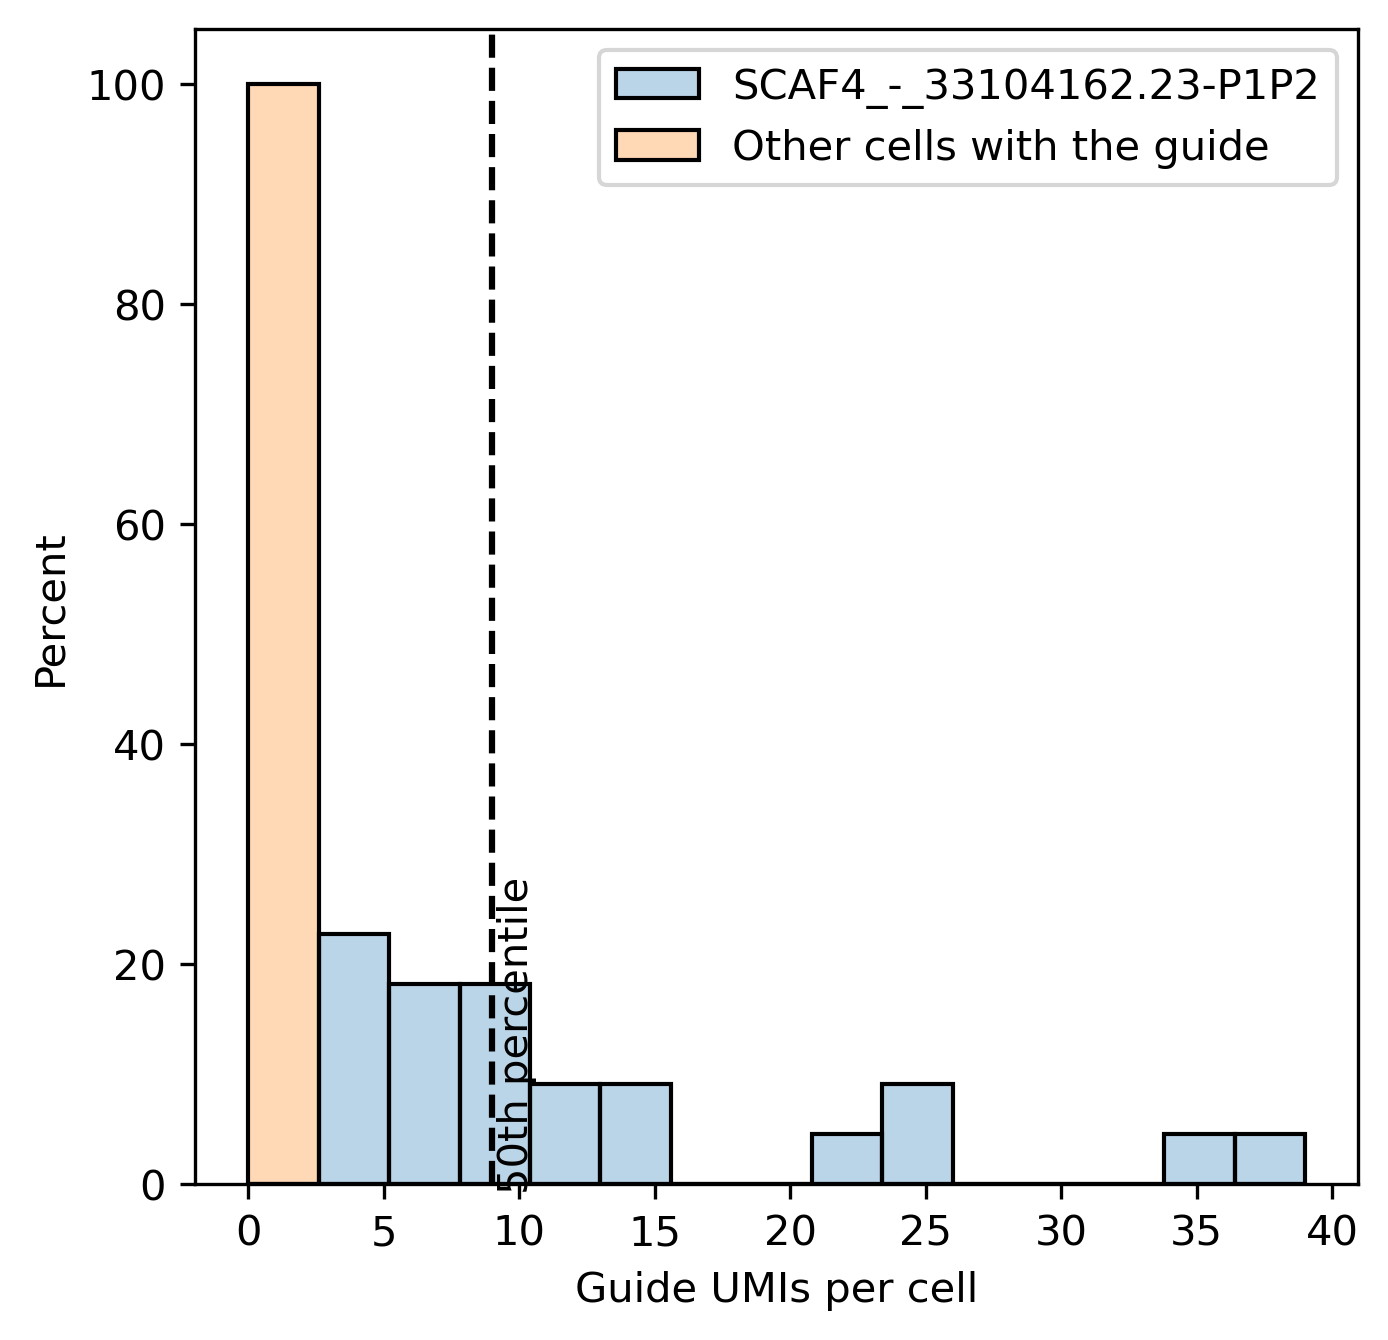 SCAF4_-_33104162.23-P1P2
Other cells with the guide
100
80
60
40
20
0
Percent
50th percentile
0 5 10 15 20 25 30 35 40
Guide UMIs per cell